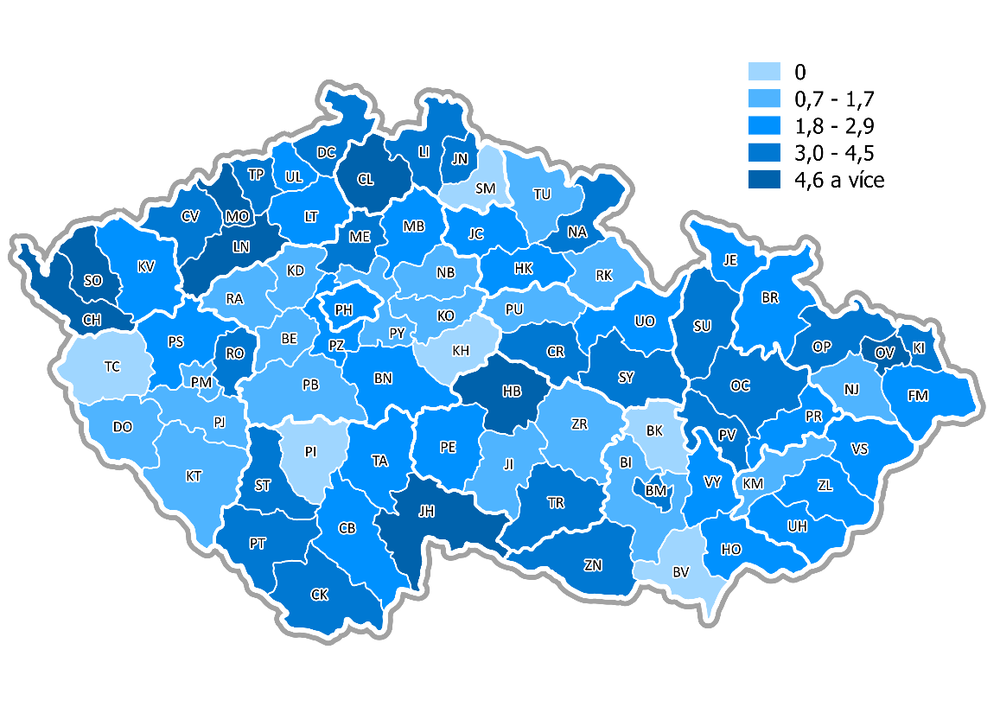 0
0,7 - 1,7
1,8 - 2,9
3,0 - 4,5
4,6 a více
DC
LI
JN
TP
UL
CL
SM
TU
CV
MO
LT
ME
MB
JC
NA
LN
SO
KV
KD
NB
HK
RK
JE
RA
PH
KO
PU
BR
CH
PS
BE
PZ
PY
UO
SU
RO
KH
CR
OP
OV
KI
TC
PM
PB
BN
SY
OC
HB
NJ
FM
DO
PJ
ZR
BK
PR
PI
PE
PV
VS
KT
TA
JI
BI
ST
BM
VY
KM
ZL
TR
JH
CB
UH
PT
HO
ZN
BV
CK